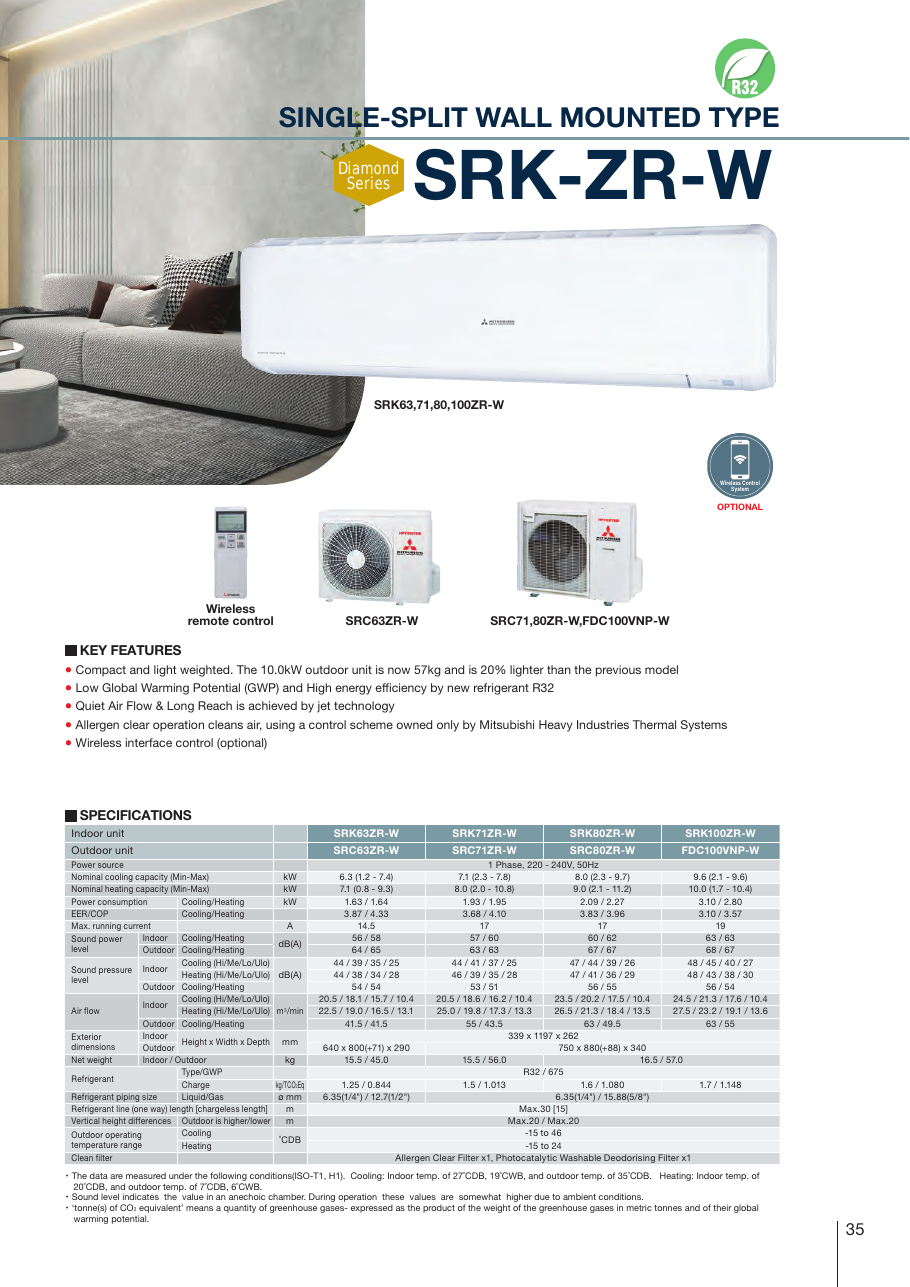 R32
SINGLE-SPLIT WALL MOUNTED TYPE
Diamond
Series
SRK-ZR-W
MITSUBISHI
SRK63,71,80,100ZR-W
Wireless Control
System
OPTIONAL
INVERTER
MITSUBISHI
INVERTER
MITSUBISHI
Wireless
remote control
SRC63ZR-W
SRC71,80ZR-W,FDC100VNP-W
KEY FEATURES
● Compact and light weighted. The 10.0kW outdoor unit is now 57kg and is 20% lighter than the previous model
● Low Global Warming Potential (GWP) and High energy efficiency by new refrigerant R32
● Quiet Air Flow & Long Reach is achieved by jet technology
● Allergen clear operation cleans air, using a control scheme owned only by Mitsubishi Heavy Industries Thermal Systems
● Wireless interface control (optional)
SPECIFICATIONS
Indoor unit SRK63ZR-W SRK71ZR-W SRK80ZR-W SRK100ZR-W
Outdoor unit SRC63ZR-W SRC71ZR-W SRC80ZR-W FDC100VNP-W
Power source 1 Phase, 220 - 240V, 50Hz
Nominal cooling capacity (Min-Max) kW 6.3 (1.2 - 7.4) 7.1 (2.3 - 7.8) 8.0 (2.3 - 9.7) 9.6 (2.1 - 9.6)
Nominal heating capacity (Min-Max) kW 7.1 (0.8 - 9.3) 8.0 (2.0 - 10.8) 9.0 (2.1 - 11.2) 10.0 (1.7 - 10.4)
Power consumption Cooling/Heating kW 1.63 / 1.64 1.93 / 1.95 2.09 / 2.27 3.10 / 2.80
EER/COP Cooling/Heating 3.87 / 4.33 3.68 / 4.10 3.83 / 3.96 3.10 / 3.57
Max. running current A 14.5 17 17 19
Sound power level Indoor Cooling/Heating dB(A) 56 / 58 57 / 60 60 / 62 63 / 63
Outdoor Cooling/Heating 64 / 65 63 / 63 67 / 67 68 / 67
Sound pressure level Indoor Cooling (Hi/Me/Lo/Ulo) dB(A) 44 / 39 / 35 / 25 44 / 41 / 37 / 25 47 / 44 / 39 / 26 48 / 45 / 40 / 27
Heating (Hi/Me/Lo/Ulo) 44 / 38 / 34 / 28 46 / 39 / 35 / 28 47 / 41 / 36 / 29 48 / 43 / 38 / 30
Outdoor Cooling/Heating 54 / 54 53 / 51 56 / 55 56 / 54
Air flow Indoor Cooling (Hi/Me/Lo/Ulo) m³/min 20.5 / 18.1 / 15.7 / 10.4 20.5 / 18.6 / 16.2 / 10.4 23.5 / 20.2 / 17.5 / 10.4 24.5 / 21.3 / 17.6 / 10.4
Heating (Hi/Me/Lo/Ulo) 22.5 / 19.0 / 16.5 / 13.1 25.0 / 19.8 / 17.3 / 13.3 26.5 / 21.3 / 18.4 / 13.5 27.5 / 23.2 / 19.1 / 13.6
Outdoor Cooling/Heating 41.5 / 41.5 55 / 43.5 63 / 49.5 63 / 55
Exterior dimensions Indoor Height x Width x Depth mm 339 x 1197 x 262
Outdoor 640 x 800(+71) x 290 750 x 880(+88) x 340
Net weight Indoor / Outdoor kg 15.5 / 45.0 15.5 / 56.0 16.5 / 57.0
Refrigerant Type/GWP R32 / 675
Charge kg/TCO₂Eq 1.25 / 0.844 1.5 / 1.013 1.6 / 1.080 1.7 / 1.148
Refrigerant piping size Liquid/Gas ø mm 6.35(1/4") / 12.7(1/2") 6.35(1/4") / 15.88(5/8")
Refrigerant line (one way) length [chargeless length] m Max.30 [15]
Vertical height differences Outdoor is higher/lower m Max.20 / Max.20
Outdoor operating temperature range Cooling ˚CDB -15 to 46
Heating -15 to 24
Clean filter Allergen Clear Filter x1, Photocatalytic Washable Deodorising Filter x1
・The data are measured under the following conditions(ISO-T1, H1). Cooling: Indoor temp. of 27˚CDB, 19˚CWB, and outdoor temp. of 35˚CDB. Heating: Indoor temp. of
20˚CDB, and outdoor temp. of 7˚CDB, 6˚CWB.
・Sound level indicates the value in an anechoic chamber. During operation these values are somewhat higher due to ambient conditions.
・'tonne(s) of CO₂ equivalent' means a quantity of greenhouse gases- expressed as the product of the weight of the greenhouse gases in metric tonnes and of their global
warming potential.
35